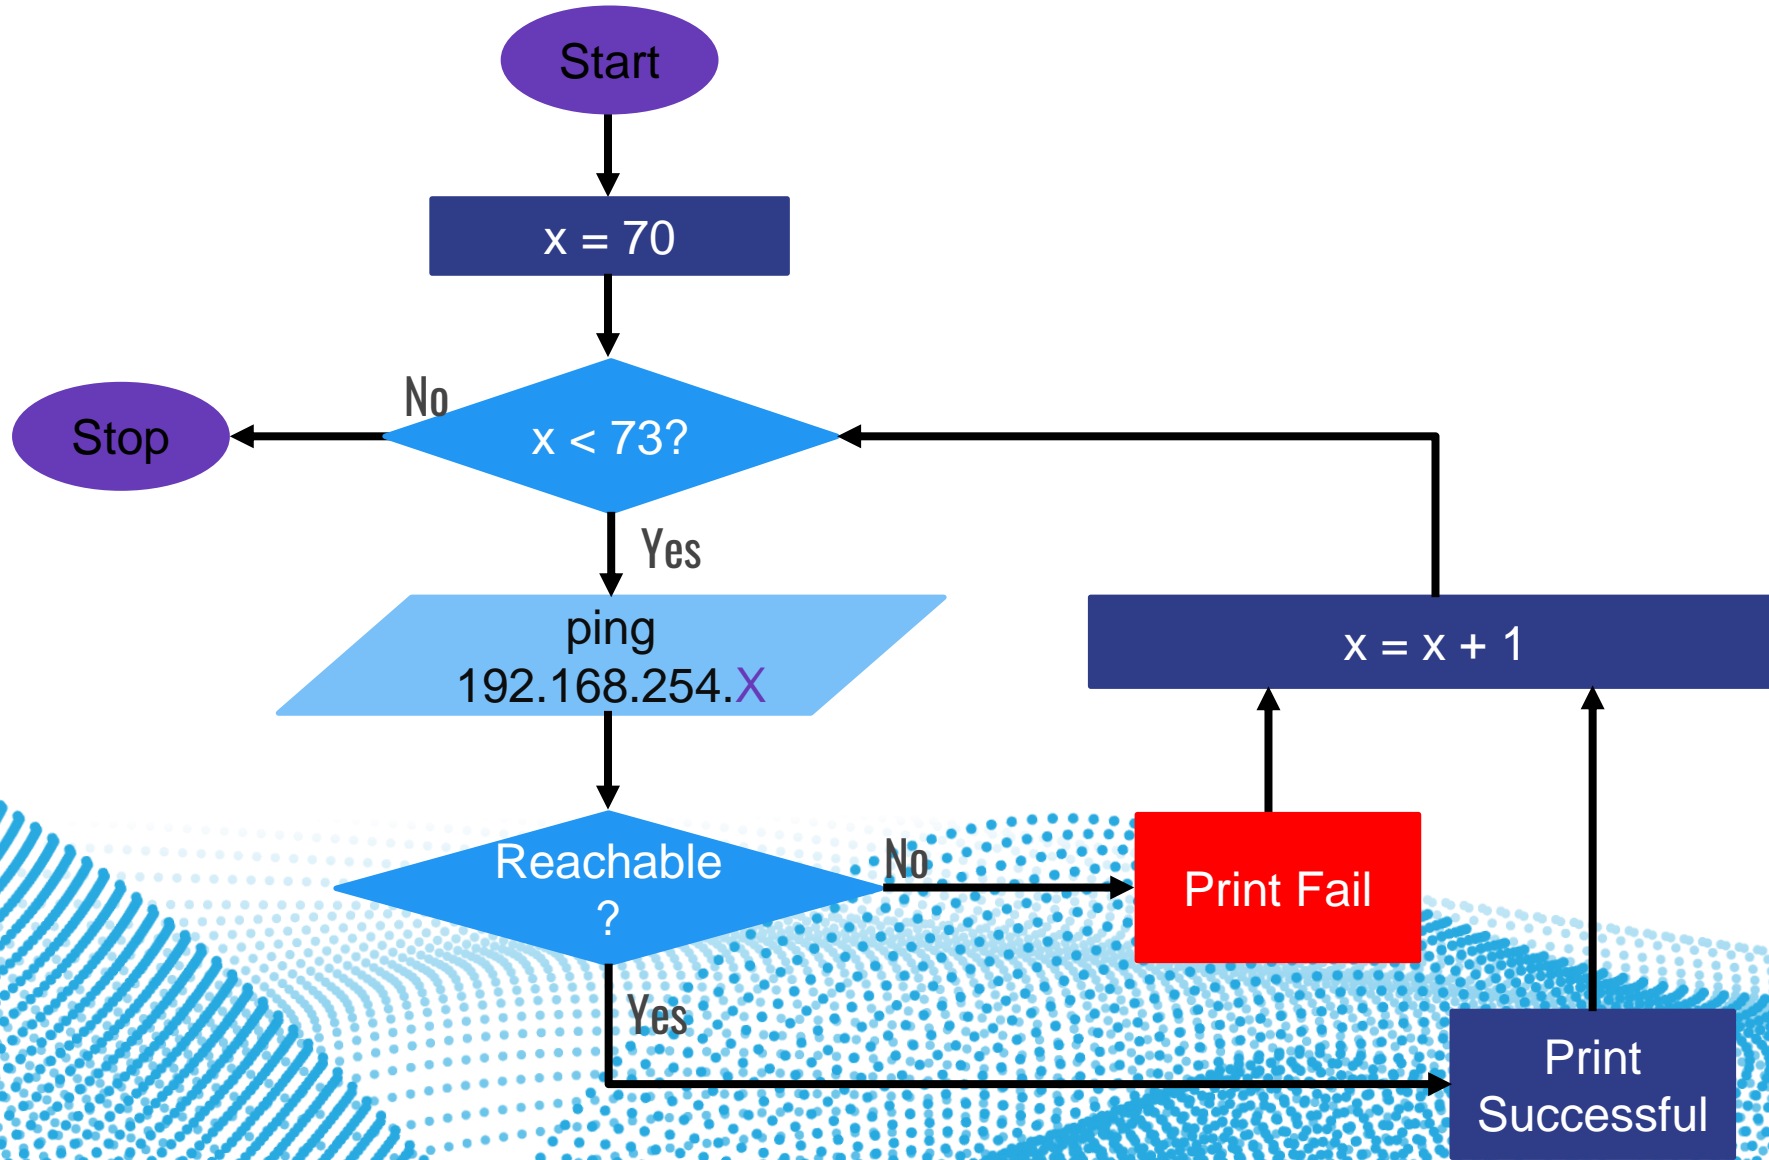 Start
x = 70
No
Stop
x < 73?
Yes
ping
192.168.254.X
x = x + 1
Reachable
?
No
Print Fail
Yes
Print
Successful